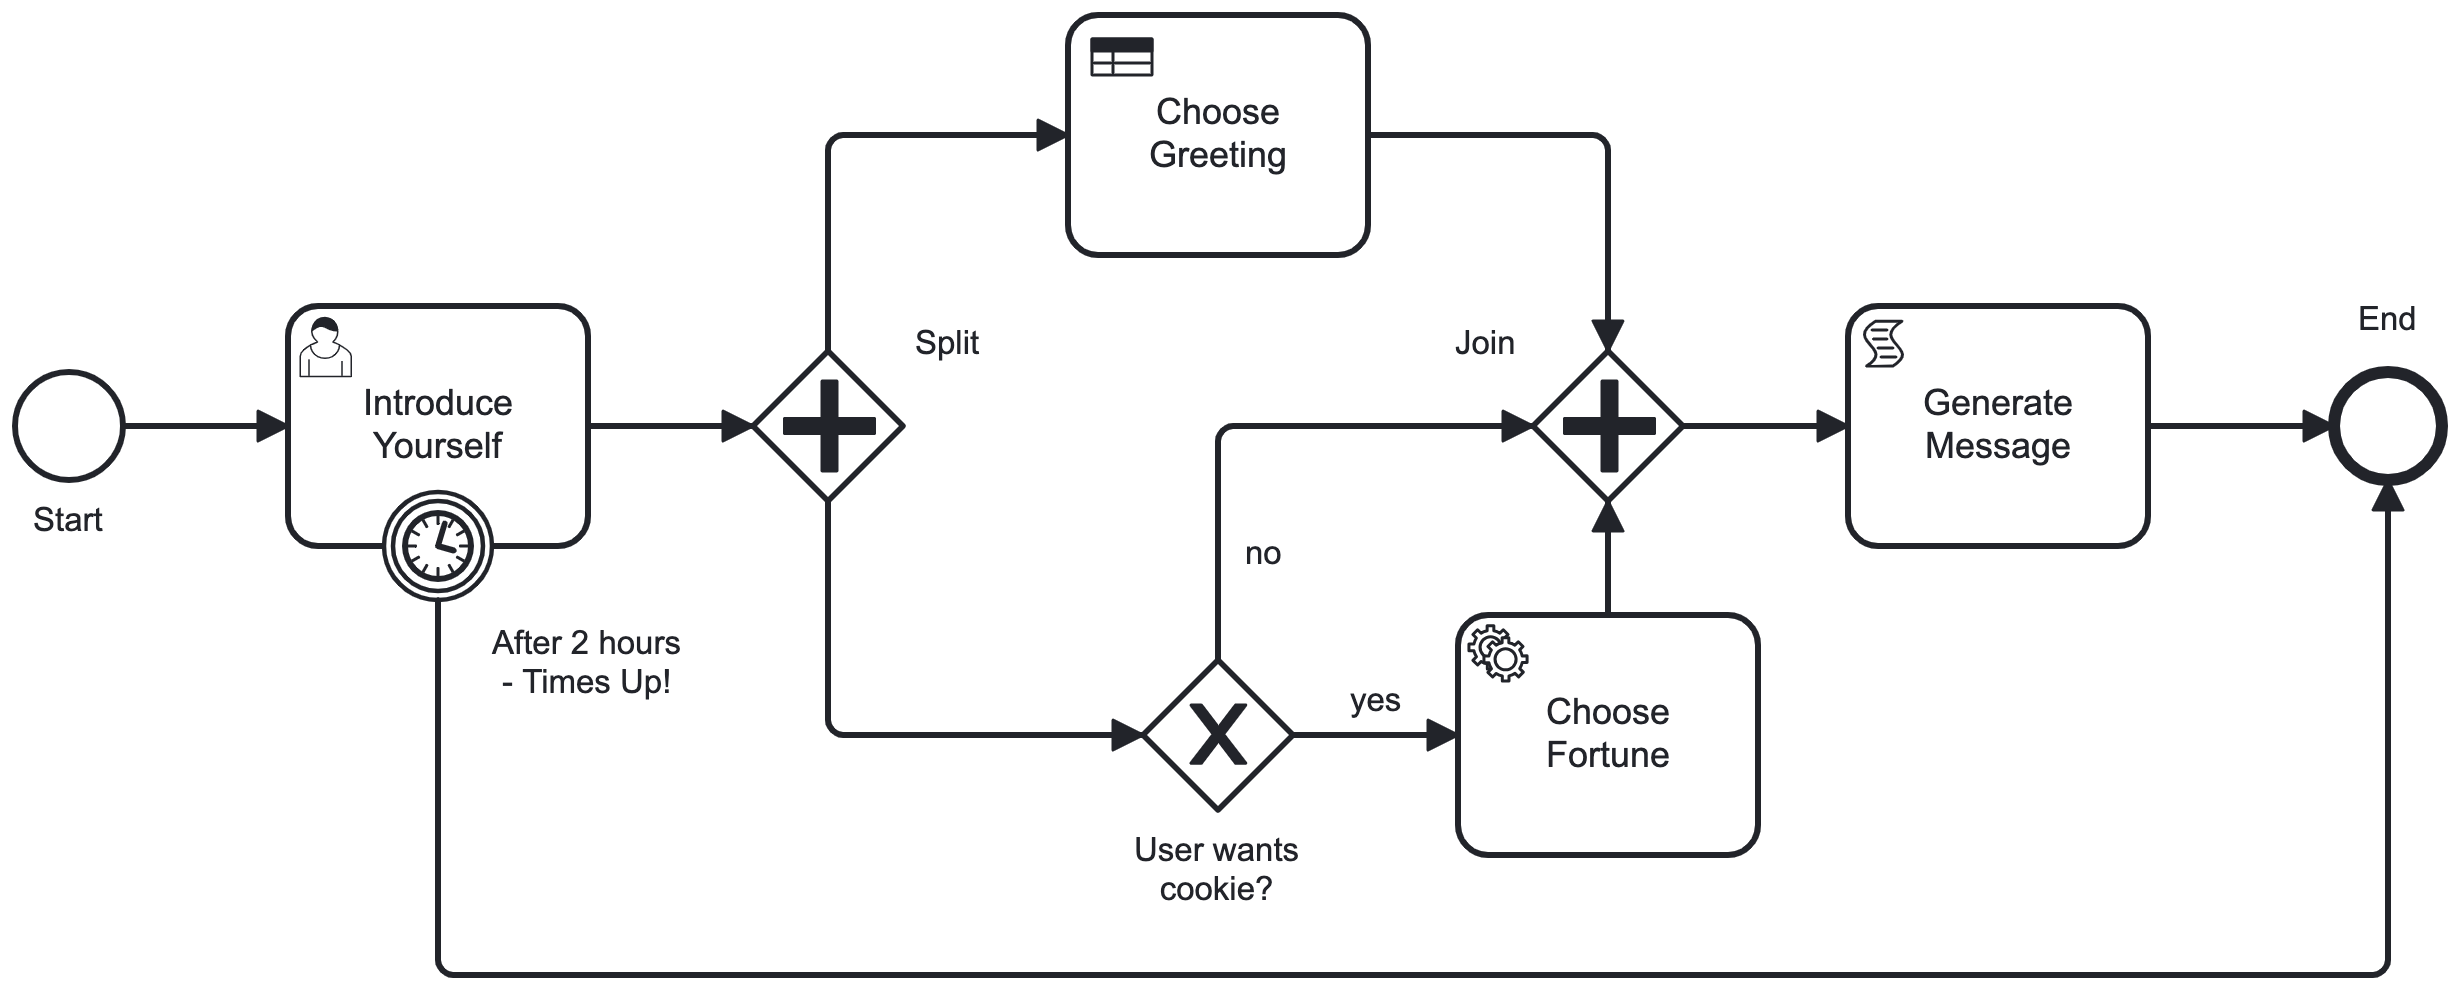 Choose
Greeting
Split
Join
End
Introduce
Yourself
Generate
Message
Start
no
After 2 hours
- Times Up!
yes
Choose
Fortune
User wants
cookie?